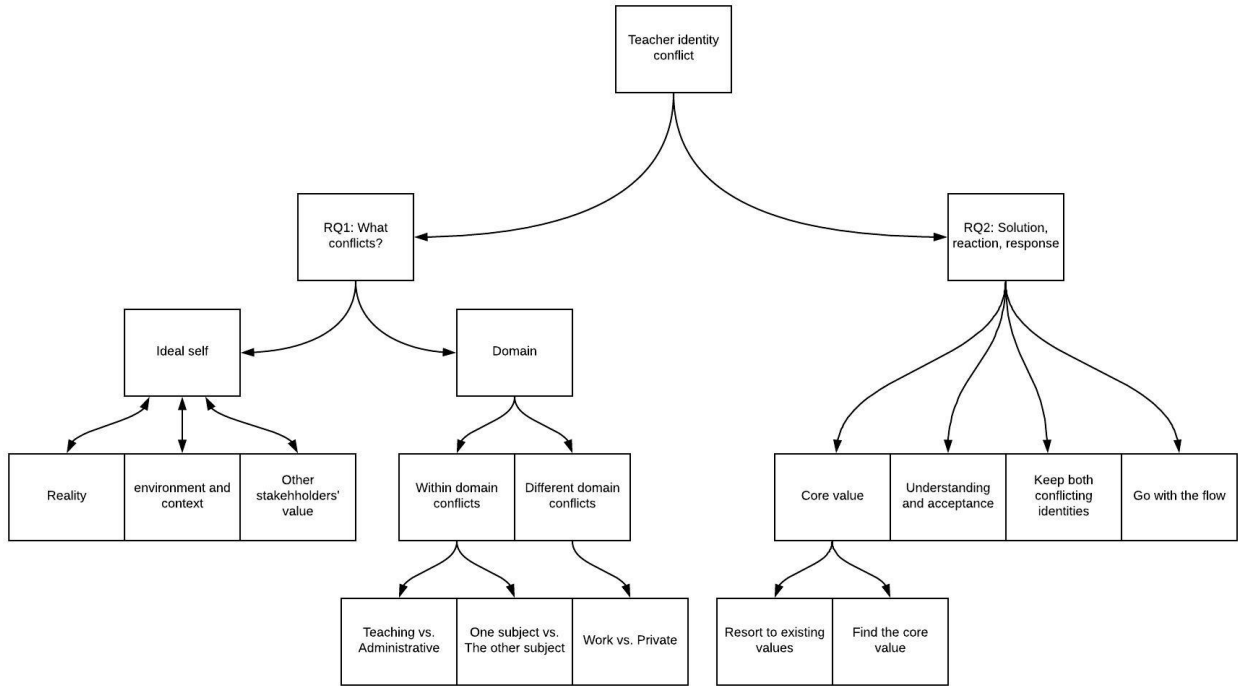 Teacher identity
conflict
RQ1: What
conflicts?
RQ2: Solution,
reaction, response
Ideal self
Domain
Reality
environment and
context
Other
stakehholders'
value
Within domain
conflicts
Different domain
conflicts
Core value
Understanding
and acceptance
Keep both
conflicting
identities
Go with the flow
Teaching vs.
Administrative
One subject vs.
The other subject
Work vs. Private
Resort to existing
values
Find the core
value